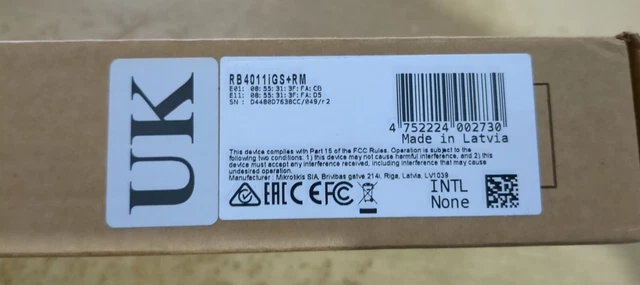 UK
RB4011iGS+RM
E01: 08:55:31:3F:FA:CB
E11: 08:55:31:3F:FA:D5
SN : D4480D7638CC/049/r2
4 752224 002730
Made in Latvia
This device complies with Part 15 of the FCC Rules. Operation is subject to the
following two conditions: 1) this device may not cause harmful interference, and 2) this
device must accept any interference received, including interference that may cause
undesired operation.
Manufacturer : Mikrotikls SIA, Brivibas gatve 214i, Riga, Latvia, LV1039
EAC CE FC
INTL
None